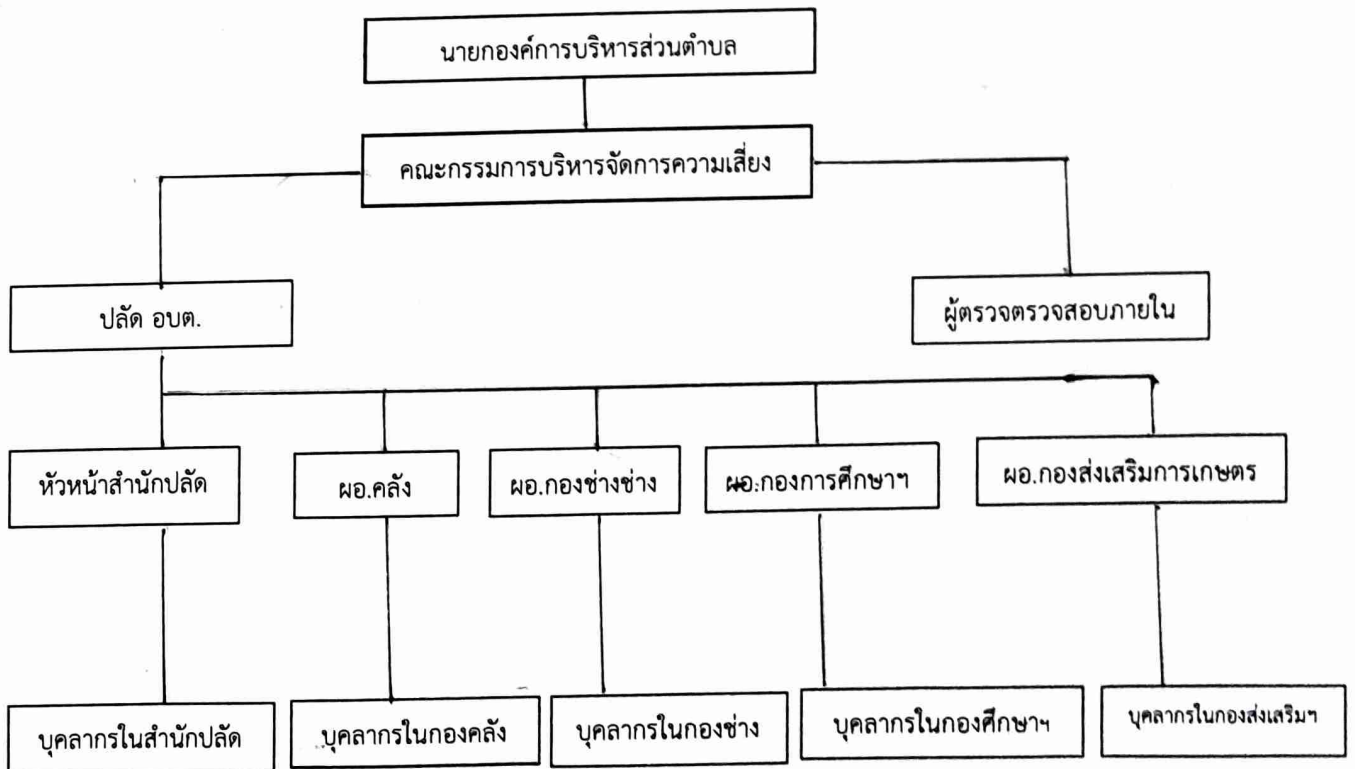 นายกองค์การบริหารส่วนตำบล
คณะกรรมการบริหารจัดการความเสี่ยง
ปลัด อบต.
ผู้ตรวจตรวจสอบภายใน
หัวหน้าสำนักปลัด
ผอ.คลัง
ผอ.กองช่างช่าง
ผอ.กองการศึกษาฯ
ผอ.กองส่งเสริมการเกษตร
บุคลากรในสำนักปลัด
บุคลากรในกองคลัง
บุคลากรในกองช่าง
บุคลากรในกองศึกษาฯ
บุคลากรในกองส่งเสริมฯ